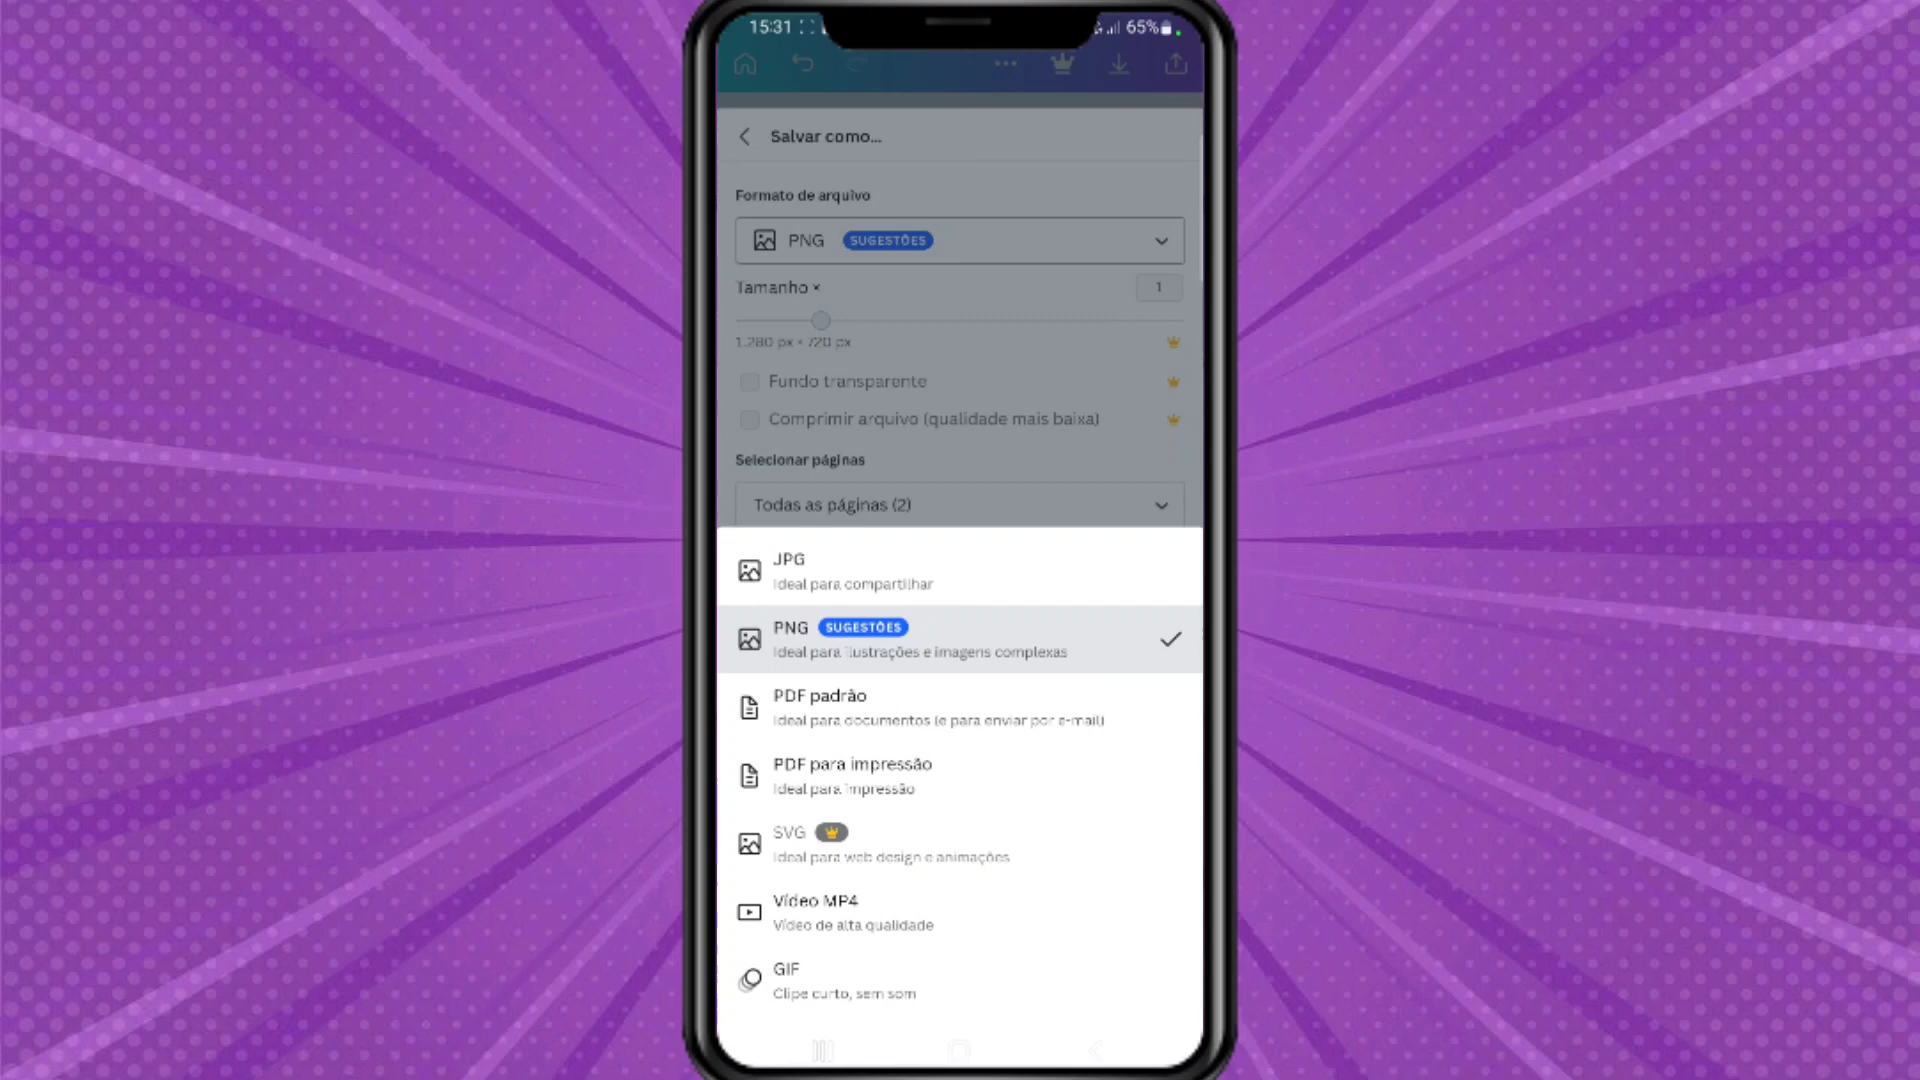 15:31
65%
Salvar como...
Formato de arquivo
PNG SUGESTÕES
Tamanho ×
1
1.280 px × 720 px
Fundo transparente
Comprimir arquivo (qualidade mais baixa)
Selecionar páginas
Todas as páginas (2)
JPG
Ideal para compartilhar
PNG SUGESTÕES
Ideal para ilustrações e imagens complexas
PDF padrão
Ideal para documentos (e para enviar por e-mail)
PDF para impressão
Ideal para impressão
SVG
Ideal para web design e animações
Vídeo MP4
Vídeo de alta qualidade
GIF
Clipe curto, sem som